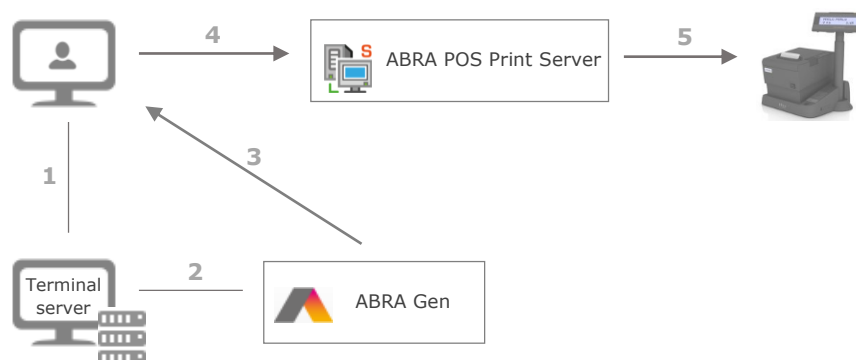 4
5
S
ABRA POS Print Server
L
3
1
2
Terminal
server
ABRA Gen